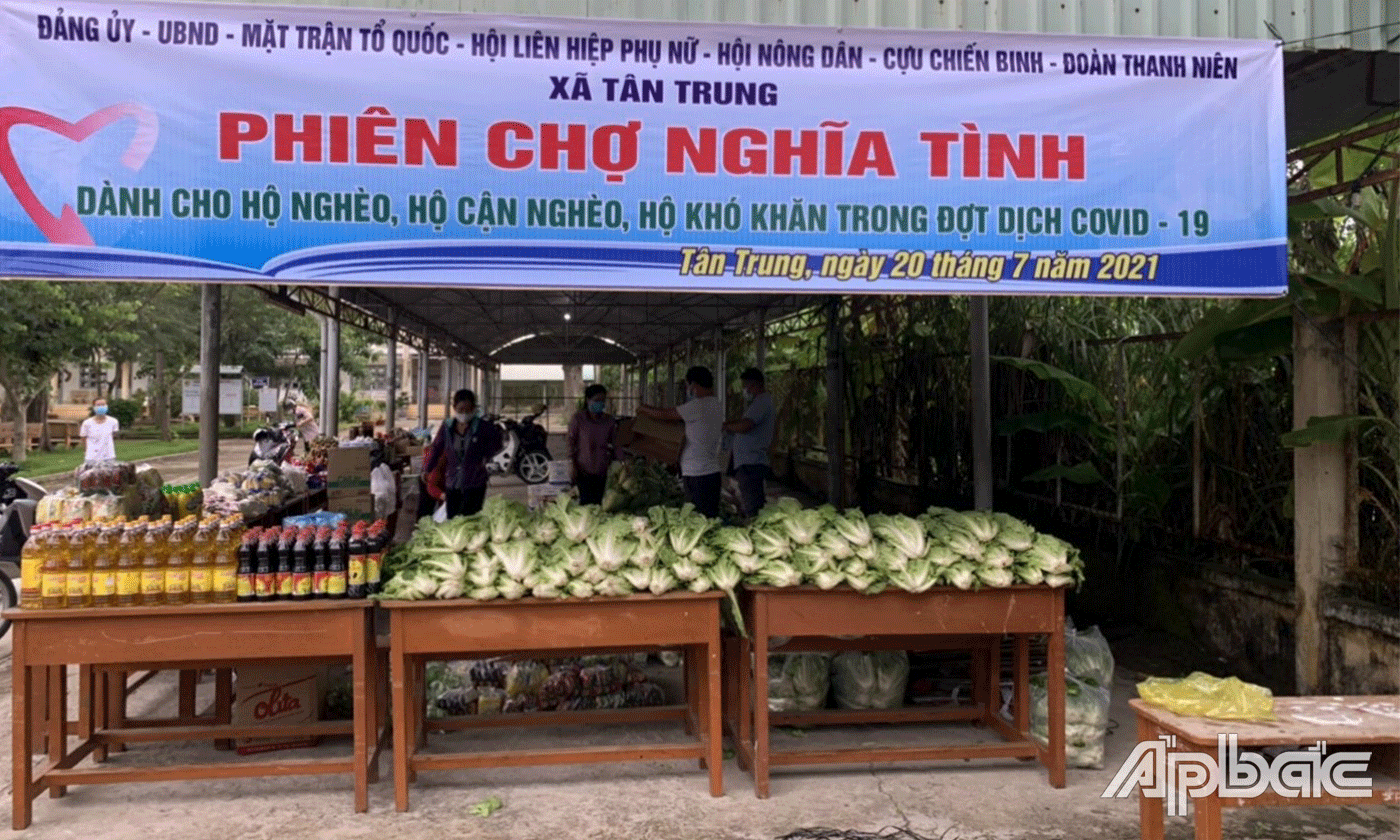 ĐẢNG ỦY - UBND - MẶT TRẬN TỔ QUỐC - HỘI LIÊN HIỆP PHỤ NỮ - HỘI NÔNG DÂN - CỰU CHIẾN BINH - ĐOÀN THANH NIÊN
XÃ TÂN TRUNG
PHIÊN CHỢ NGHĨA TÌNH
DÀNH CHO HỘ NGHÈO, HỘ CẬN NGHÈO, HỘ KHÓ KHĂN TRONG ĐỢT DỊCH COVID - 19
Tân Trung, ngày 20 tháng 7 năm 2021
Olita
Apbắc